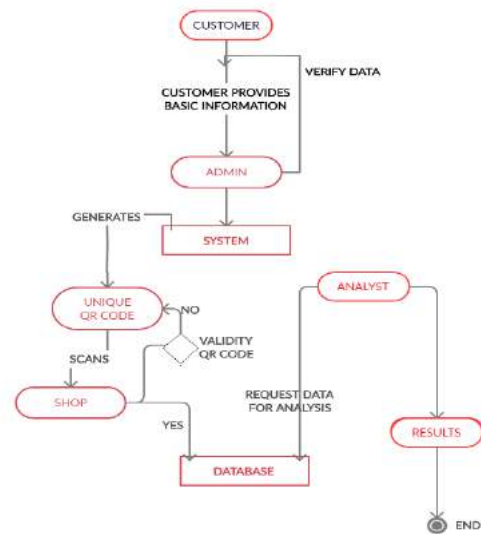 CUSTOMER
VERIFY DATA
CUSTOMER PROVIDES
BASIC INFORMATION
ADMIN
GENERATES
SYSTEM
UNIQUE
QR CODE
NO
ANALYST
VALIDITY
QR CODE
SCANS
SHOP
REQUEST DATA
FOR ANALYSIS
YES
RESULTS
DATABASE
END